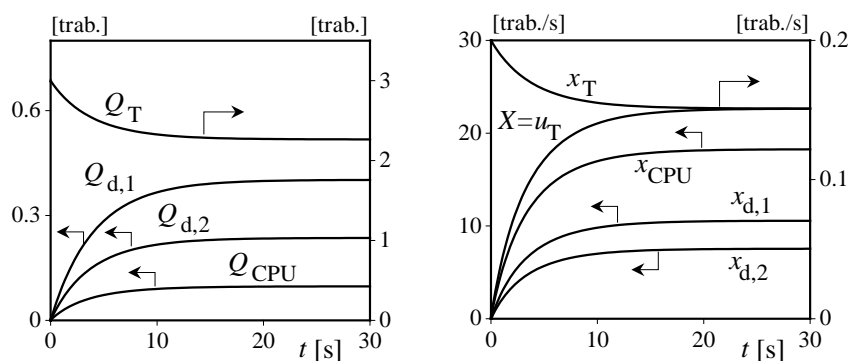 [trab.] [trab.]
0.6
0.3
0
3
2
1
0
Q_T
Q_d,1
Q_d,2
Q_CPU
0 10 20 30
t [s]
[trab./s] [trab./s]
30
20
10
0
0.2
0.1
0
x_T
X=u_T
x_CPU
x_d,1
x_d,2
0 10 20 30
t [s]